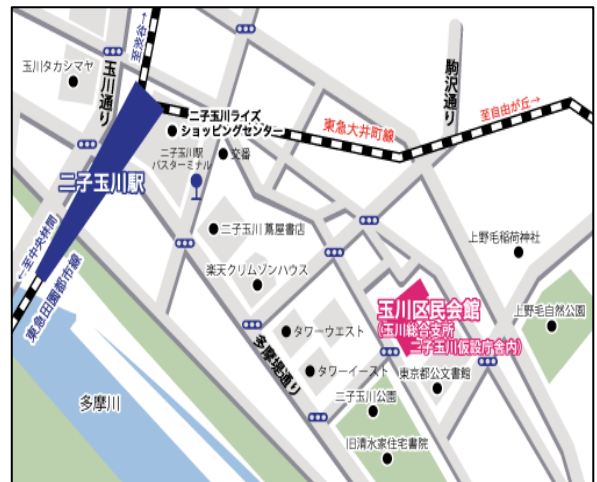 至渋谷→
玉川タカシマヤ
玉川通り
駒沢通り
至自由が丘→
二子玉川ライズ
ショッピングセンター
東急大井町線
二子玉川駅
バスターミナル
交番
二子玉川駅
二子玉川 蔦屋書店
上野毛稲荷神社
←至中央林間
東急田園都市線
楽天クリムゾンハウス
玉川区民会館
(玉川総合支所
二子玉川仮設庁舎内)
上野毛自然公園
多摩堤通り
タワーウエスト
タワーイースト
東京都公文書館
二子玉川公園
多摩川
旧清水家住宅書院